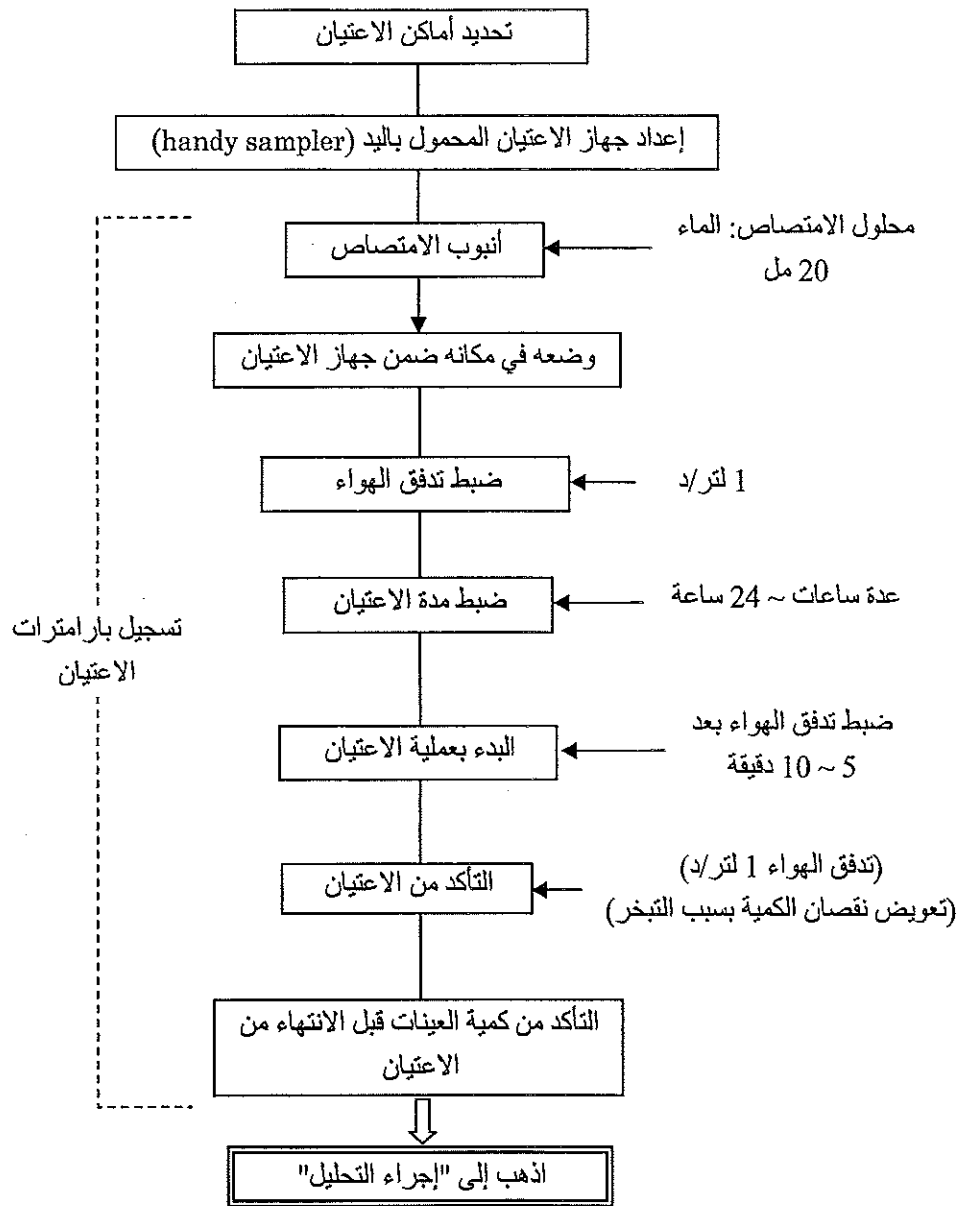 تحديد أماكن الاعتيان
إعداد جهاز الاعتيان المحمول باليد (handy sampler)
أنبوب الامتصاص
محلول الامتصاص: الماء
20 مل
وضعه في مكانه ضمن جهاز الاعتيان
ضبط تدفق الهواء
1 لتر/د
ضبط مدة الاعتيان
عدة ساعات ~ 24 ساعة
تسجيل بارامترات
الاعتيان
البدء بعملية الاعتيان
ضبط تدفق الهواء بعد
5 ~ 10 دقيقة
التأكد من الاعتيان
(تدفق الهواء 1 لتر/د)
(تعويض نقصان الكمية بسبب التبخر)
التأكد من كمية العينات قبل الانتهاء من
الاعتيان
اذهب إلى "إجراء التحليل"